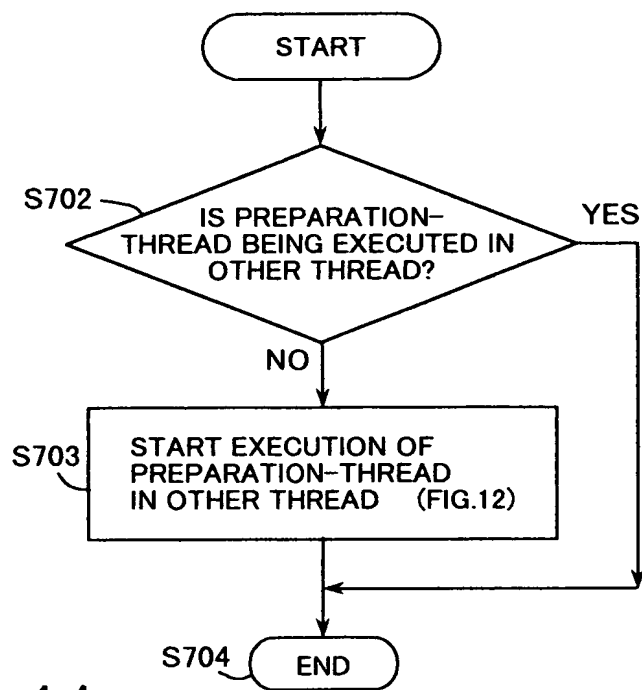 START
S702
IS PREPARATION-
THREAD BEING EXECUTED IN
OTHER THREAD?
YES
NO
S703
START EXECUTION OF
PREPARATION-THREAD
IN OTHER THREAD (FIG.12)
S704
END